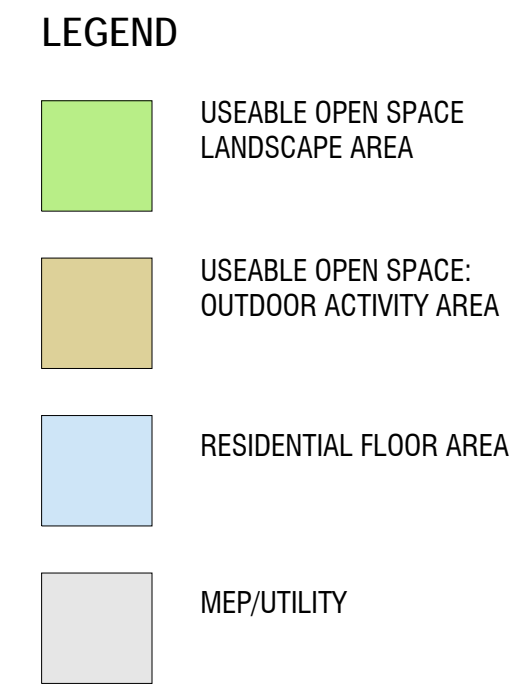 LEGEND
USEABLE OPEN SPACE
LANDSCAPE AREA
USEABLE OPEN SPACE:
OUTDOOR ACTIVITY AREA
RESIDENTIAL FLOOR AREA
MEP/UTILITY